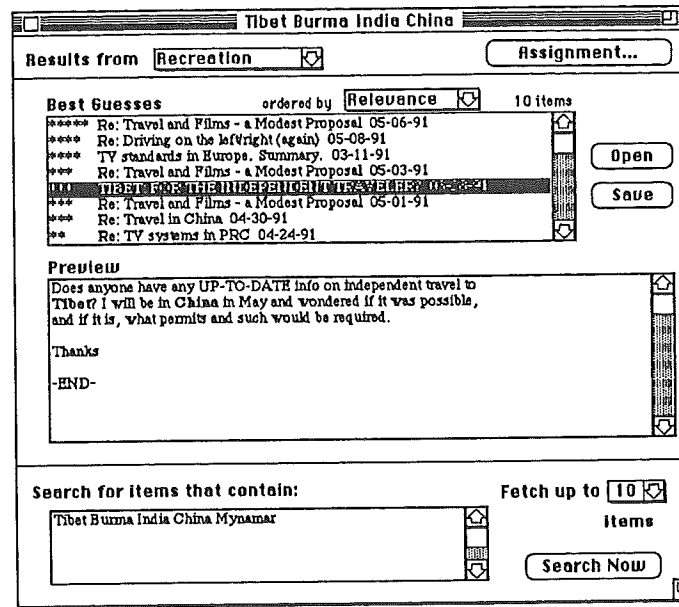 Tibet Burma India China
Results from Recreation Assignment...
Best Guesses ordered by Relevance 10 items
***** Re: Travel and Films - a Modest Proposal 05-06-91
**** Re: Driving on the left/right (again) 05-08-91
**** TV standards in Europe. Summary. 03-11-91
*** Re: Travel and Films - a Modest Proposal 05-03-91
*** TIBET FOR THE INDEPENDENT TRAVELER?
*** Re: Travel and Films - a Modest Proposal 05-01-91
*** Re: Travel in China 04-30-91
** Re: TV systems in PRC 04-24-91
Open
Save
Preview
Does anyone have any UP-TO-DATE info on independent travel to
Tibet? I will be in China in May and wondered if it was possible,
and if it is, what permits and such would be required.
Thanks
-END-
Search for items that contain:
Tibet Burma India China Mynamar
Fetch up to 10
items
Search Now